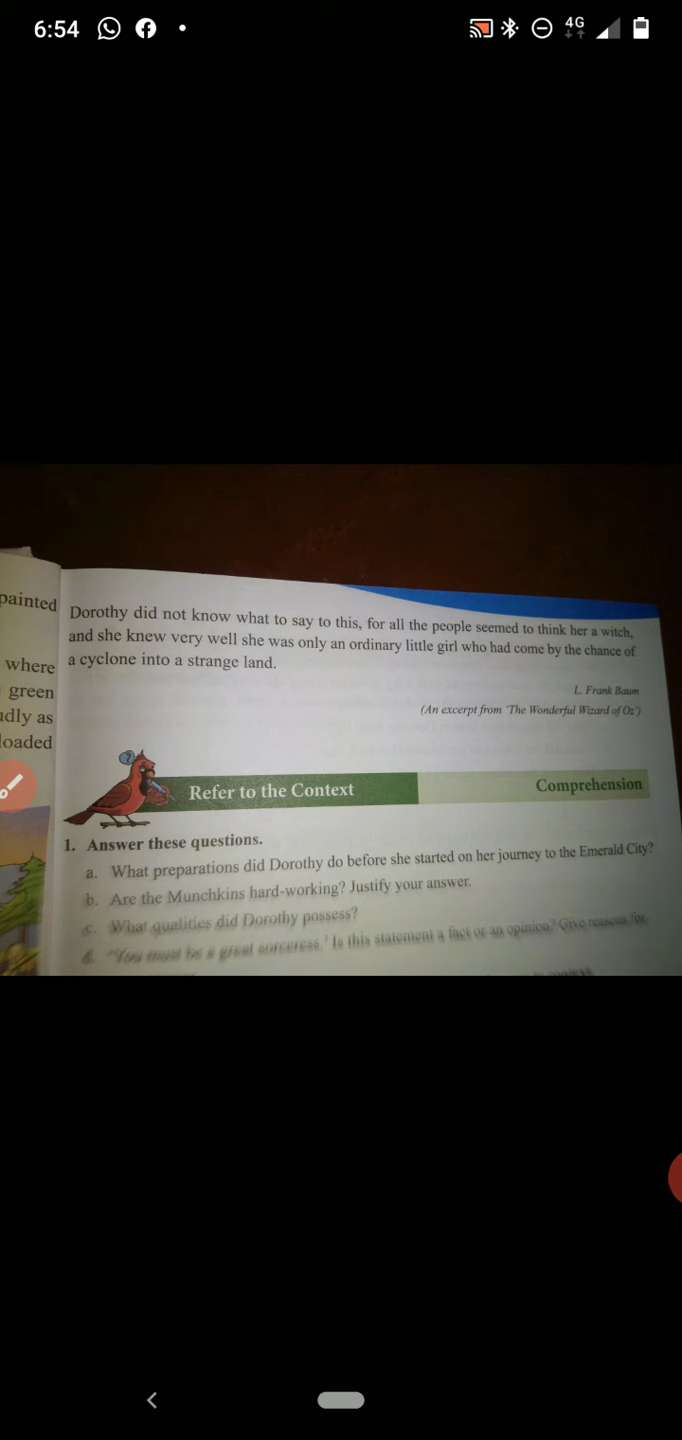 6:54
4G
painted
where
green
adly as
loaded
Dorothy did not know what to say to this, for all the people seemed to think her a witch,
and she knew very well she was only an ordinary little girl who had come by the chance of
a cyclone into a strange land.
L. Frank Baum
(An excerpt from 'The Wonderful Wizard of Oz')
Refer to the Context
Comprehension
1. Answer these questions.
a. What preparations did Dorothy do before she started on her journey to the Emerald City?
b. Are the Munchkins hard-working? Justify your answer.
c. What qualities did Dorothy possess?
d. "You must be a great sorceress.' Is this statement a fact or an opinion? Give reasons for